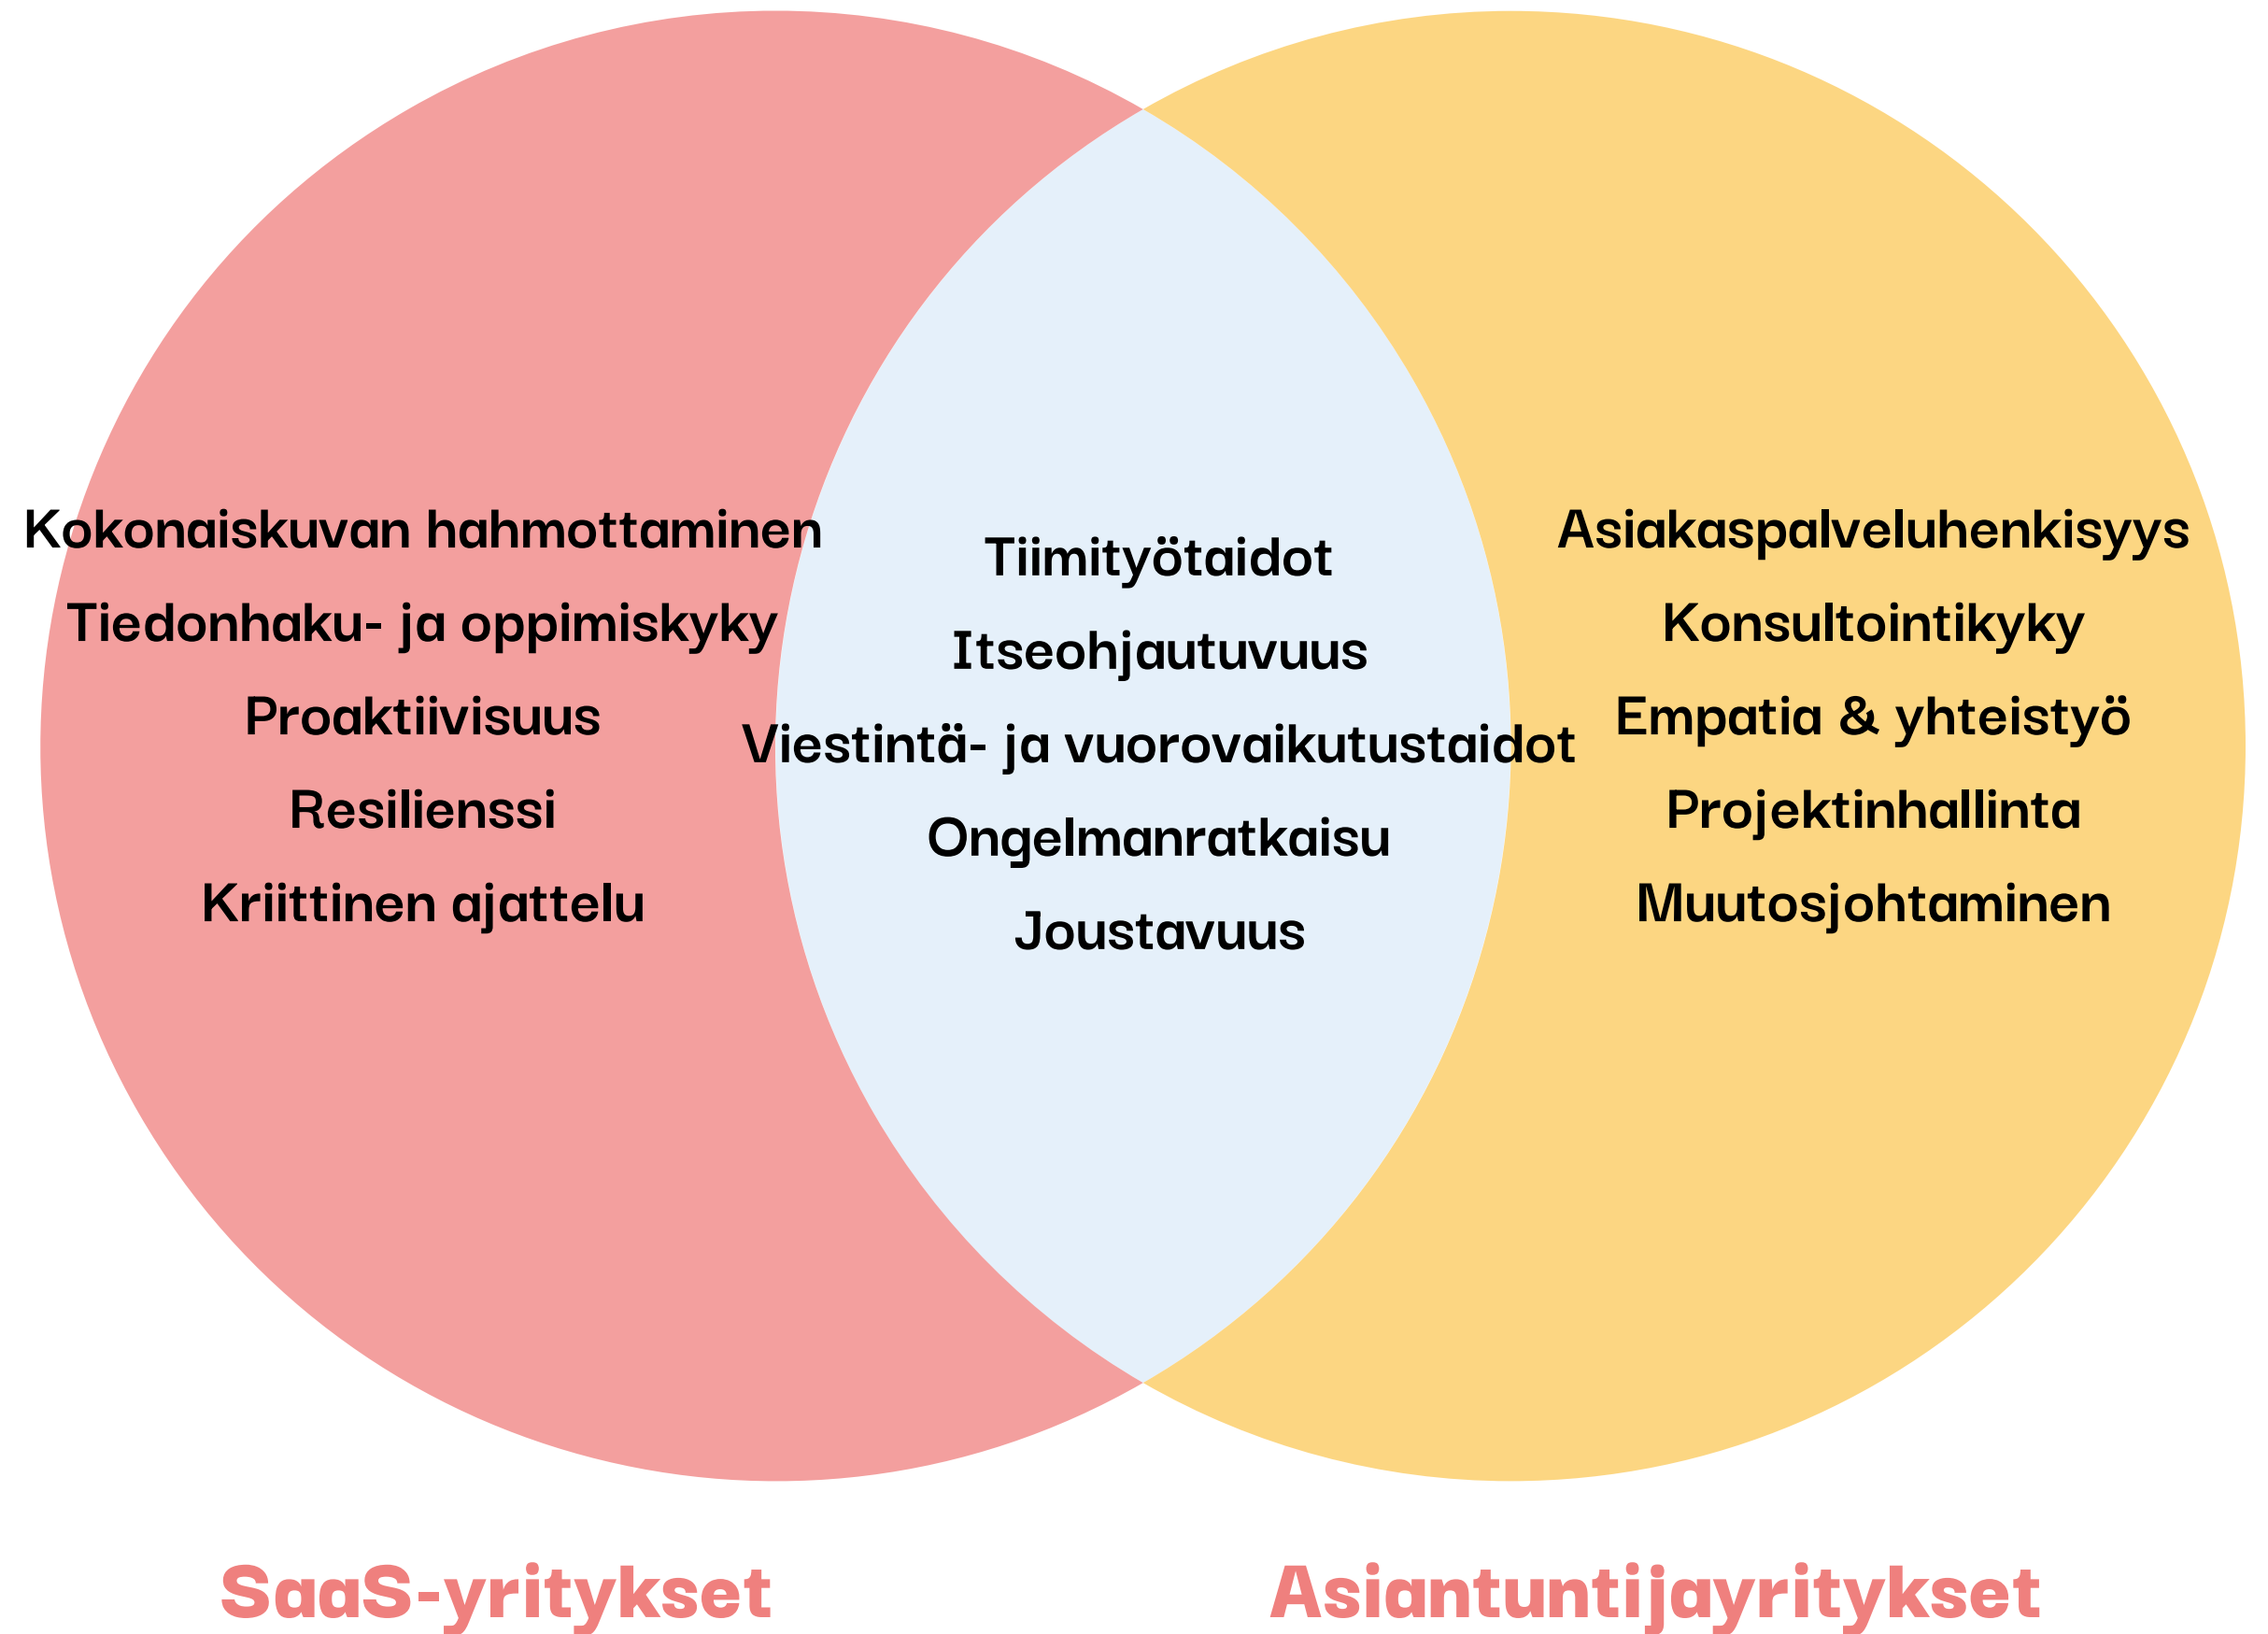 Kokonaiskuvan hahmottaminen
Tiedonhaku- ja oppimiskyky
Proaktiivisuus
Resilienssi
Kriittinen ajattelu
Tiimityötaidot
Itseohjautuvuus
Viestintä- ja vuorovaikutustaidot
Ongelmanratkaisu
Joustavuus
Asiakaspalveluhenkisyys
Konsultointikyky
Empatia & yhteistyö
Projektinhallinta
Muutosjohtaminen
SaaS-yritykset
Asiantuntijayritykset